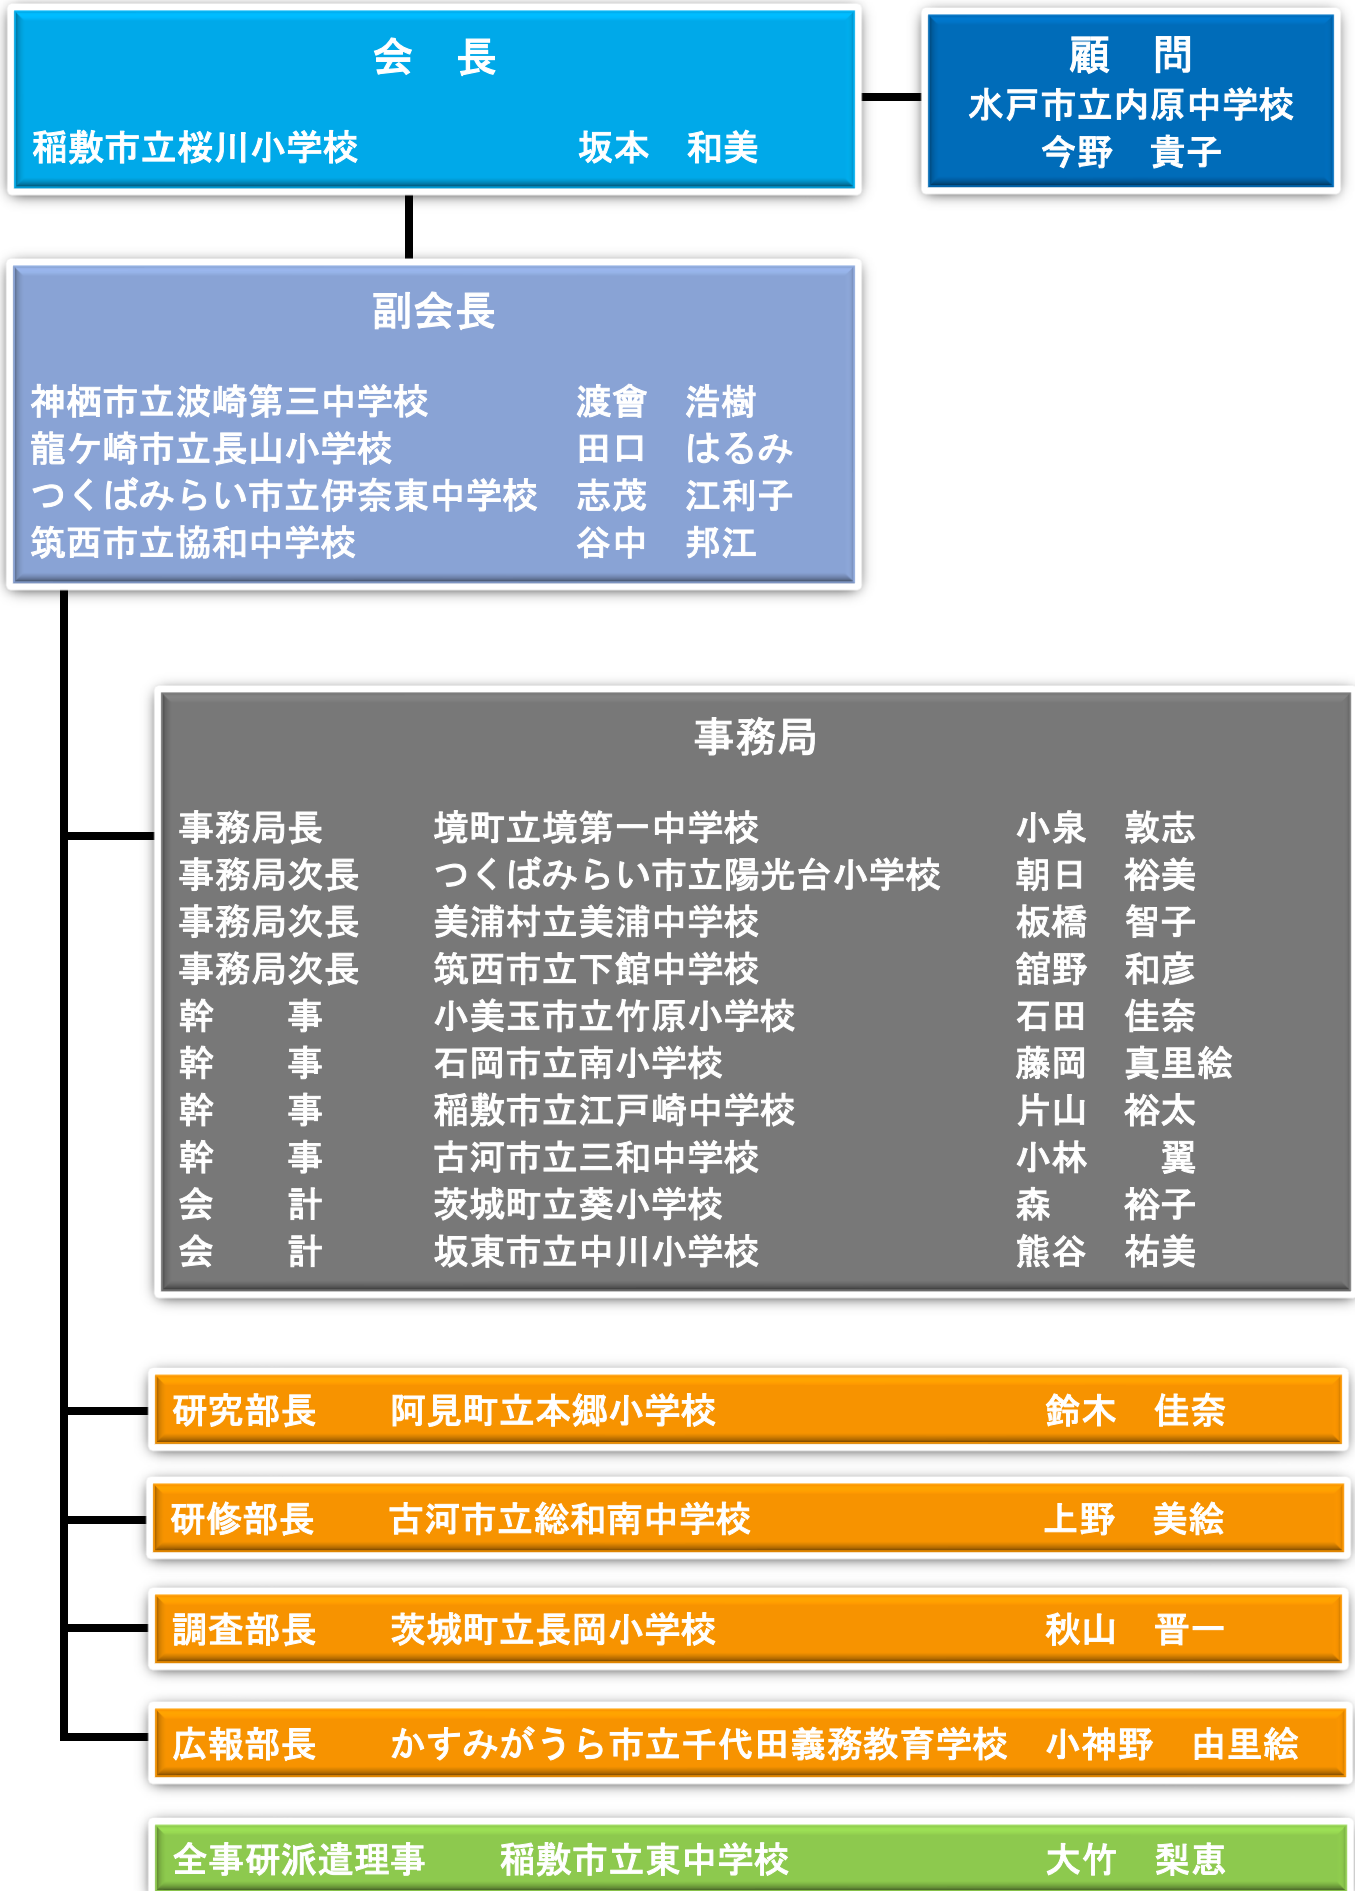 会　長
稲敷市立桜川小学校　坂本　和美
顧　問
水戸市立内原中学校
今野　貴子
副会長
神栖市立波崎第三中学校　渡會　浩樹
龍ケ崎市立長山小学校　田口　はるみ
つくばみらい市立伊奈東中学校　志茂　江利子
筑西市立協和中学校　谷中　邦江
事務局
事務局長　境町立境第一中学校　小泉　敦志
事務局次長　つくばみらい市立陽光台小学校　朝日　裕美
事務局次長　美浦村立美浦中学校　板橋　智子
事務局次長　筑西市立下館中学校　舘野　和彦
幹　事　小美玉市立竹原小学校　石田　佳奈
幹　事　石岡市立南小学校　藤岡　真里絵
幹　事　稲敷市立江戸崎中学校　片山　裕太
幹　事　古河市立三和中学校　小林　翼
会　計　茨城町立葵小学校　森　裕子
会　計　坂東市立中川小学校　熊谷　祐美
研究部長　阿見町立本郷小学校　鈴木　佳奈
研修部長　古河市立総和南中学校　上野　美絵
調査部長　茨城町立長岡小学校　秋山　晋一
広報部長　かすみがうら市立千代田義務教育学校　小神野　由里絵
全事研派遣理事　稲敷市立東中学校　大竹　梨恵